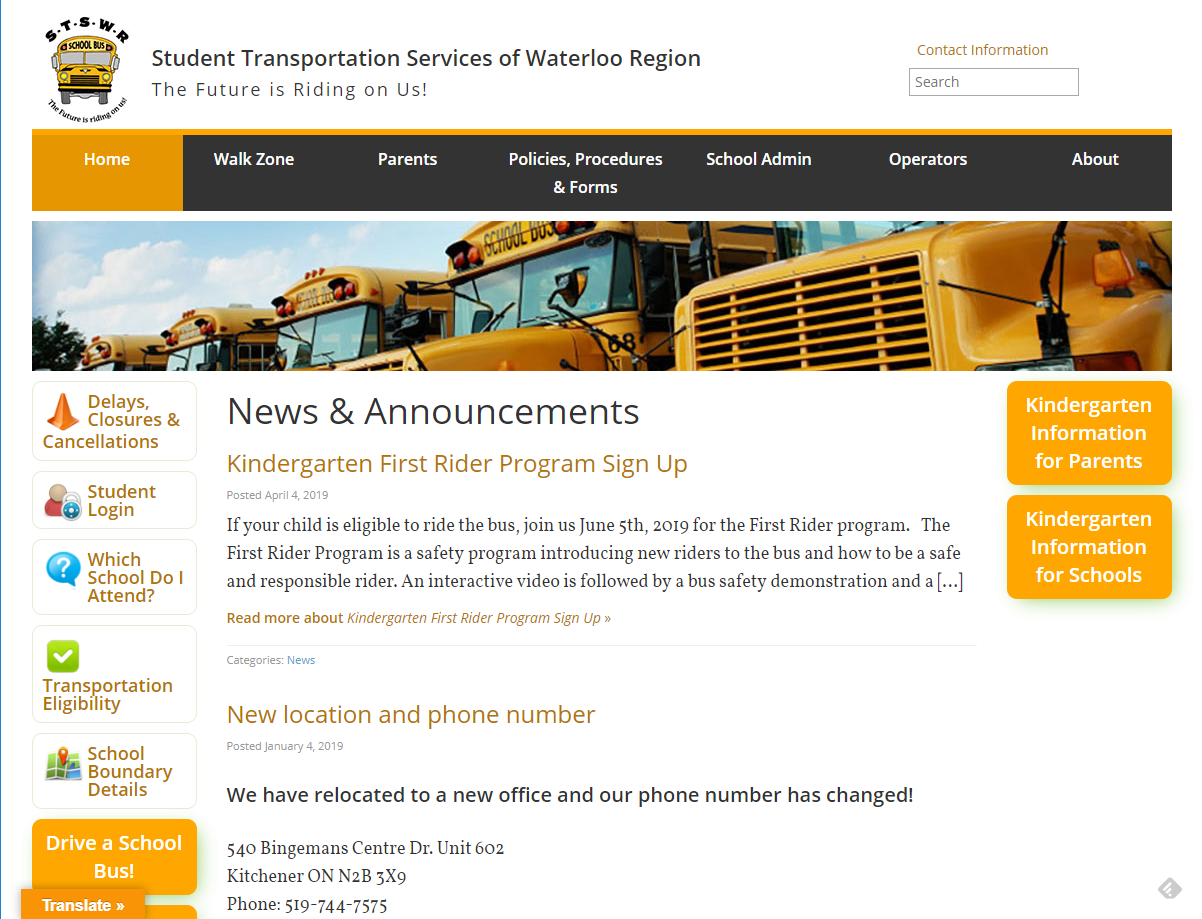 S·T·S·W·R
SCHOOL BUS
The Future is riding on us!
Student Transportation Services of Waterloo Region
The Future is Riding on Us!
Contact Information
Search
Home
Walk Zone
Parents
Policies, Procedures
& Forms
School Admin
Operators
About
SCHOOL BUS
68
Delays,
Closures &
Cancellations
Student
Login
Which
School Do I
Attend?
Transportation
Eligibility
School
Boundary
Details
Drive a School
Bus!
Translate »
News & Announcements
Kindergarten First Rider Program Sign Up
Posted April 4, 2019
If your child is eligible to ride the bus, join us June 5th, 2019 for the First Rider program. The
First Rider Program is a safety program introducing new riders to the bus and how to be a safe
and responsible rider. An interactive video is followed by a bus safety demonstration and a [...]
Read more about Kindergarten First Rider Program Sign Up »
Categories: News
New location and phone number
Posted January 4, 2019
We have relocated to a new office and our phone number has changed!
540 Bingemans Centre Dr. Unit 602
Kitchener ON N2B 3X9
Phone: 519-744-7575
Kindergarten
Information
for Parents
Kindergarten
Information
for Schools